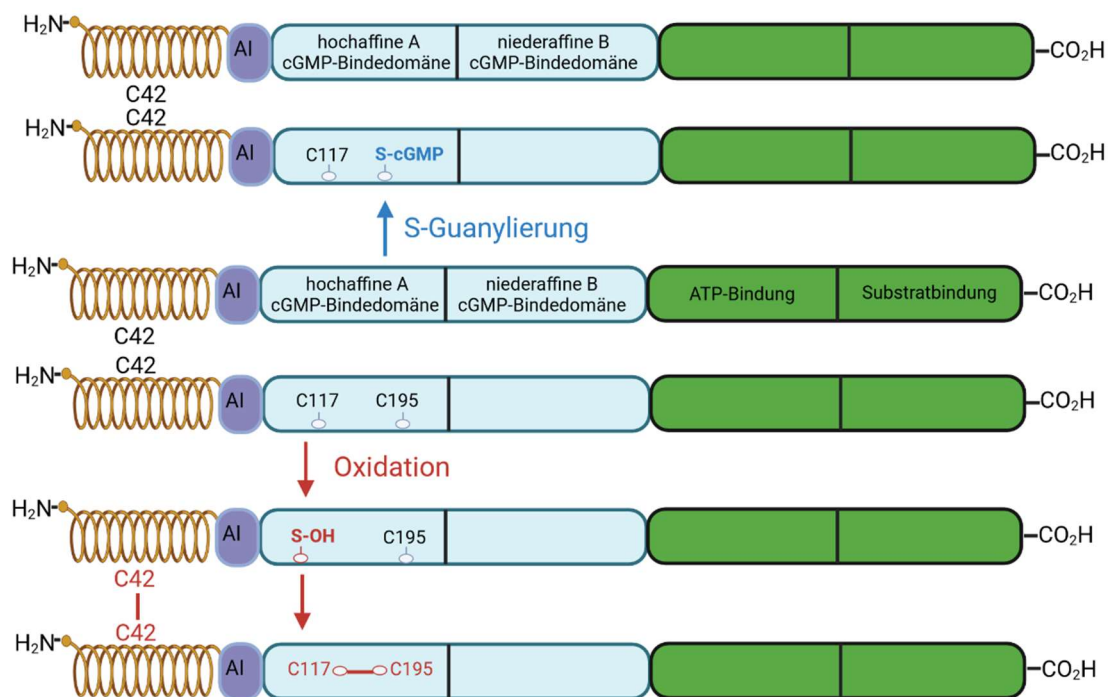 H₂N
AI
hochaffine A
cGMP-Bindedomäne
niederaffine B
cGMP-Bindedomäne
CO₂H
C42
C42
H₂N
AI
C117
S-cGMP
CO₂H
S-Guanylierung
H₂N
AI
hochaffine A
cGMP-Bindedomäne
niederaffine B
cGMP-Bindedomäne
ATP-Bindung
Substratbindung
CO₂H
C42
C42
H₂N
AI
C117
C195
CO₂H
Oxidation
H₂N
AI
S-OH
C195
CO₂H
C42
C42
H₂N
AI
C117
C195
CO₂H